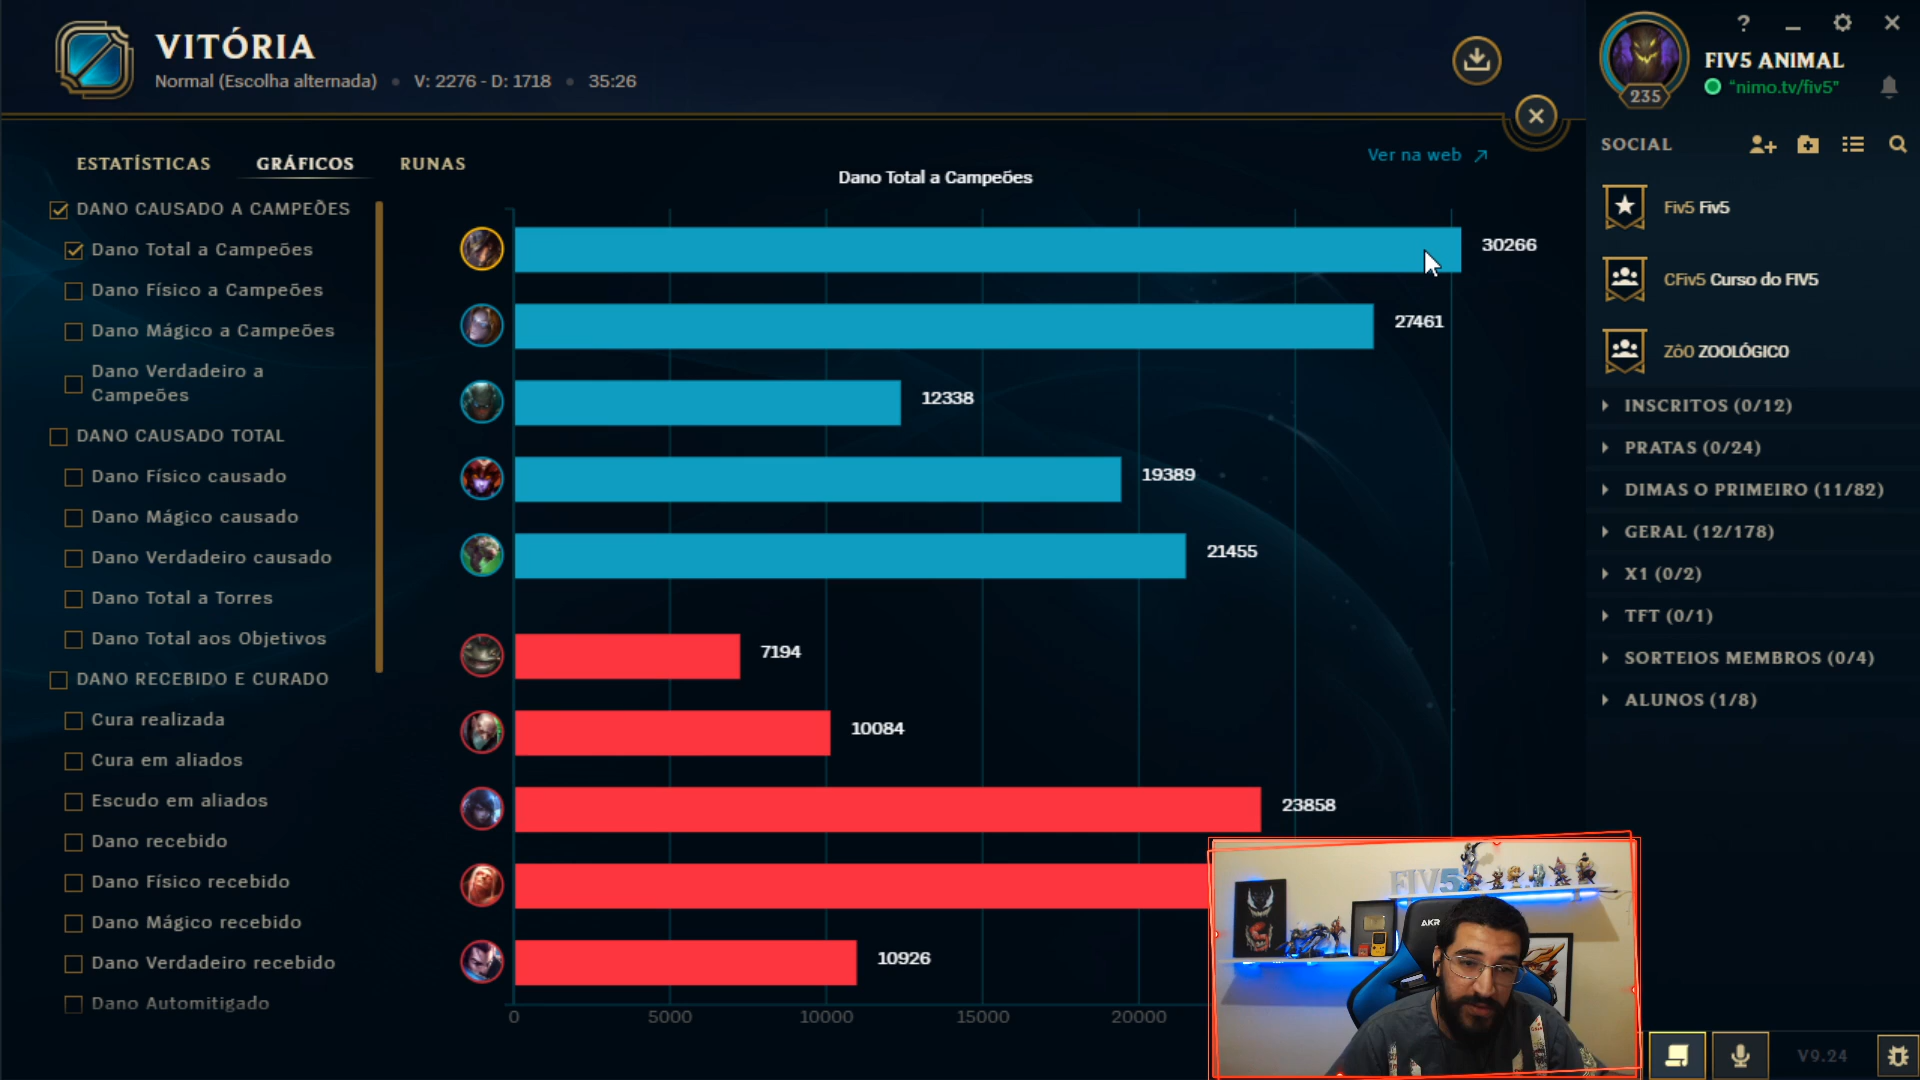 VITÓRIA
Normal (Escolha alternada) • V: 2276 - D: 1718 • 35:26
FIV5 ANIMAL
235
"nimo.tv/fiv5"
ESTATÍSTICAS GRÁFICOS RUNAS
Ver na web
Dano Total a Campeões
DANO CAUSADO A CAMPEÕES
Dano Total a Campeões
Dano Físico a Campeões
Dano Mágico a Campeões
Dano Verdadeiro a
Campeões
DANO CAUSADO TOTAL
Dano Físico causado
Dano Mágico causado
Dano Verdadeiro causado
Dano Total a Torres
Dano Total aos Objetivos
DANO RECEBIDO E CURADO
Cura realizada
Cura em aliados
Escudo em aliados
Dano recebido
Dano Físico recebido
Dano Mágico recebido
Dano Verdadeiro recebido
Dano Automitigado
30266
27461
12338
19389
21455
7194
10084
23858
10926
0 5000 10000 15000 20000
SOCIAL
Fiv5 Fiv5
CFiv5 Curso do FIV5
Zô0 ZOOLÓGICO
INSCRITOS (0/12)
PRATAS (0/24)
DIMAS O PRIMEIRO (11/82)
GERAL (12/178)
X1 (0/2)
TFT (0/1)
SORTEIOS MEMBROS (0/4)
ALUNOS (1/8)
FIV5
AKR
V9.24